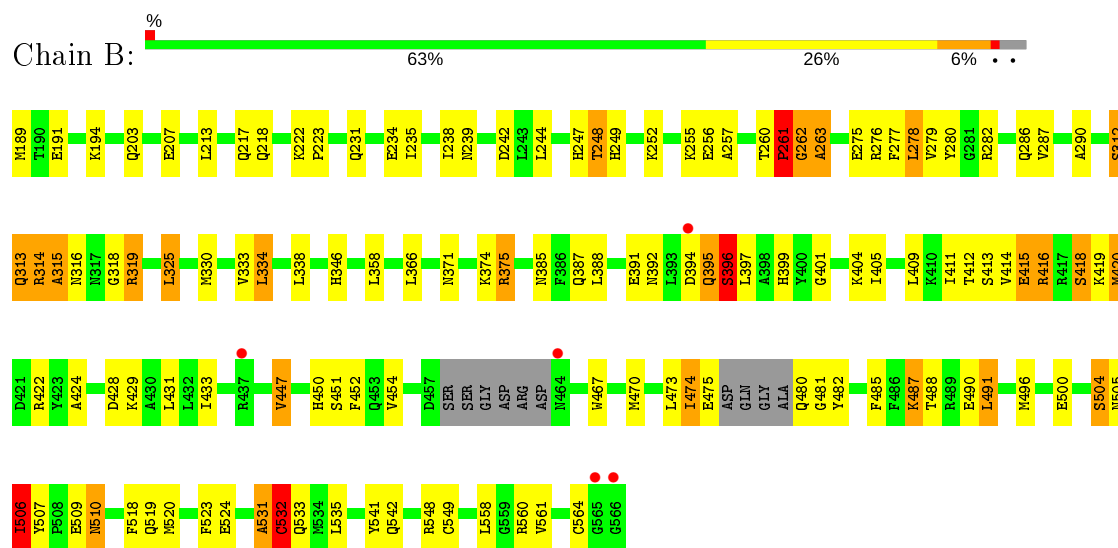 %
Chain B:
63% 26% 6% • •
M189 T190 E191 K194 Q203 E207 L213 Q217 Q218 K222 P223 Q231 E234 I235 I238 N239 D242 L243 L244 H247 T248 H249 K252 K255 E256 A257 T260 P261 G262 A263 E275 R276 F277 L278 V279 Y280 G281 R282 Q286 V287 A290 S312
Q313 R314 A315 N316 N317 G318 R319 L325 M330 V333 L334 L338 H346 L358 L366 N371 K374 R375 N385 F386 Q387 L388 E391 N392 L393 D394 Q395 S396 L397 A398 H399 Y400 G401 K404 I405 L409 K410 I411 T412 S413 V414 E415 R416 R417 S418 K419 M420
D421 R422 Y423 A424 D428 K429 A430 L431 L432 I433 R437 V447 H450 S451 F452 Q453 V454 D457 SER SER GLY ASP ARG ASP N464 W467 M470 L473 I474 E475 ASP GLN GLY ALA Q480 G481 Y482 F485 F486 K487 T488 R489 E490 L491 M496 E500 S504 N505
I506 Y507 P508 E509 N510 F518 Q519 M520 F523 E524 A531 C532 Q533 M534 L535 Y541 Q542 R548 C549 L558 G559 R560 V561 C564 G565 G566